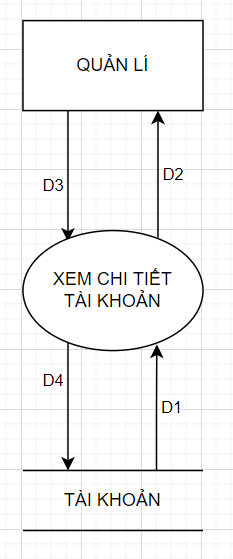 QUẢN LÍ
D3
D2
XEM CHI TIẾT
TÀI KHOẢN
D4
D1
TÀI KHOẢN